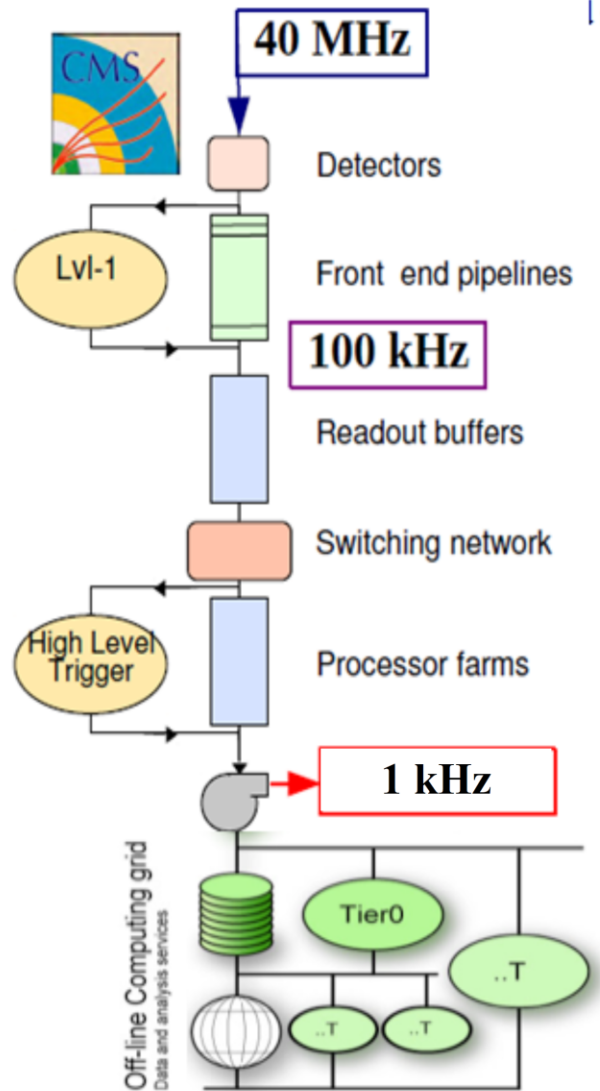 40 MHz
CMS
Detectors
Lvl-1
Front end pipelines
100 kHz
Readout buffers
Switching network
High Level
Trigger
Processor farms
1 kHz
Off-line Computing grid
Data and analysis services
Tier0
..T
..T
..T